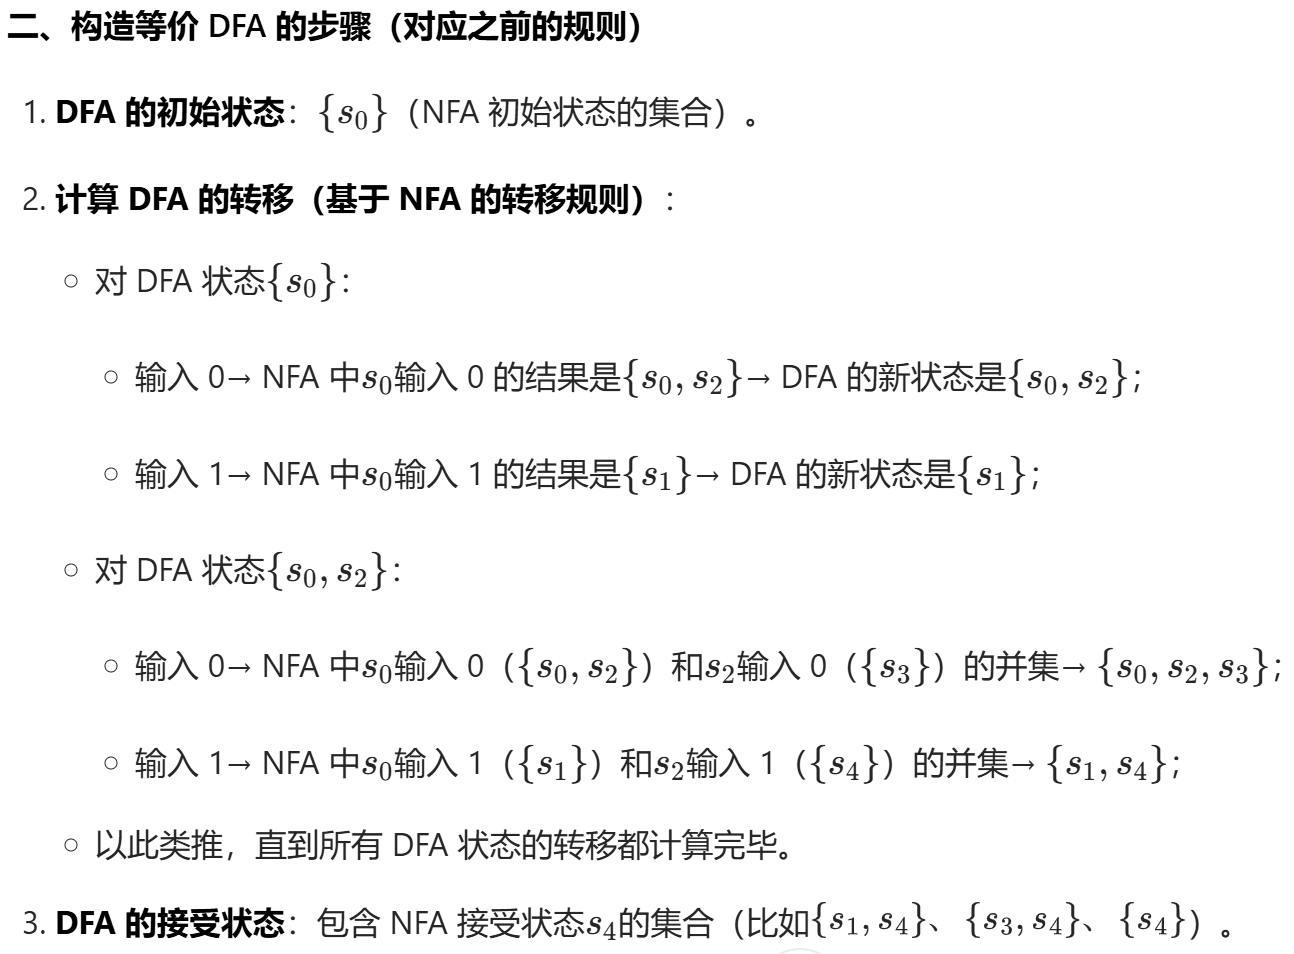 二、构造等价 DFA 的步骤（对应之前的规则）
1. DFA 的初始状态：{s₀}（NFA 初始状态的集合）。
2. 计算 DFA 的转移（基于 NFA 的转移规则）：
○ 对 DFA 状态{s₀}：
○ 输入 0→ NFA 中s₀输入 0 的结果是{s₀, s₂}→ DFA 的新状态是{s₀, s₂}；
○ 输入 1→ NFA 中s₀输入 1 的结果是{s₁}→ DFA 的新状态是{s₁}；
○ 对 DFA 状态{s₀, s₂}：
○ 输入 0→ NFA 中s₀输入 0（{s₀, s₂}）和s₂输入 0（{s₃}）的并集→ {s₀, s₂, s₃}；
○ 输入 1→ NFA 中s₀输入 1（{s₁}）和s₂输入 1（{s₄}）的并集→ {s₁, s₄}；
○ 以此类推，直到所有 DFA 状态的转移都计算完毕。
3. DFA 的接受状态：包含 NFA 接受状态s₄的集合（比如{s₁, s₄}、{s₃, s₄}、{s₄}）。